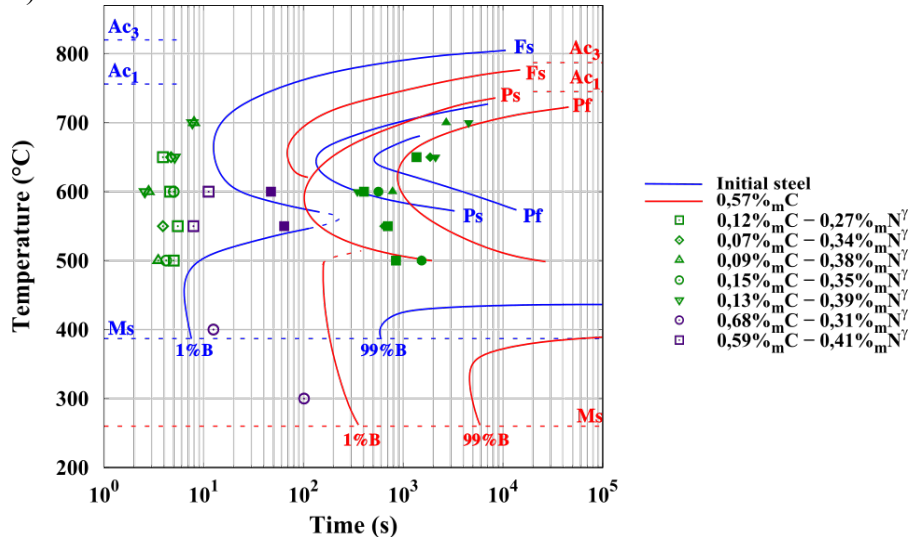 )
Ac3
Ac1
Fs
Fs
Ac3
Ac1
Ps
Pf
Ps
Pf
Ms
1%B
99%B
Ms
1%B
99%B
800
700
600
500
400
300
200
Temperature (°C)
10^0 10^1 10^2 10^3 10^4 10^5
Time (s)
Initial steel
0,57%mC
0,12%mC − 0,27%mN^γ
0,07%mC − 0,34%mN^γ
0,09%mC − 0,38%mN^γ
0,15%mC − 0,35%mN^γ
0,13%mC − 0,39%mN^γ
0,68%mC − 0,31%mN^γ
0,59%mC − 0,41%mN^γ